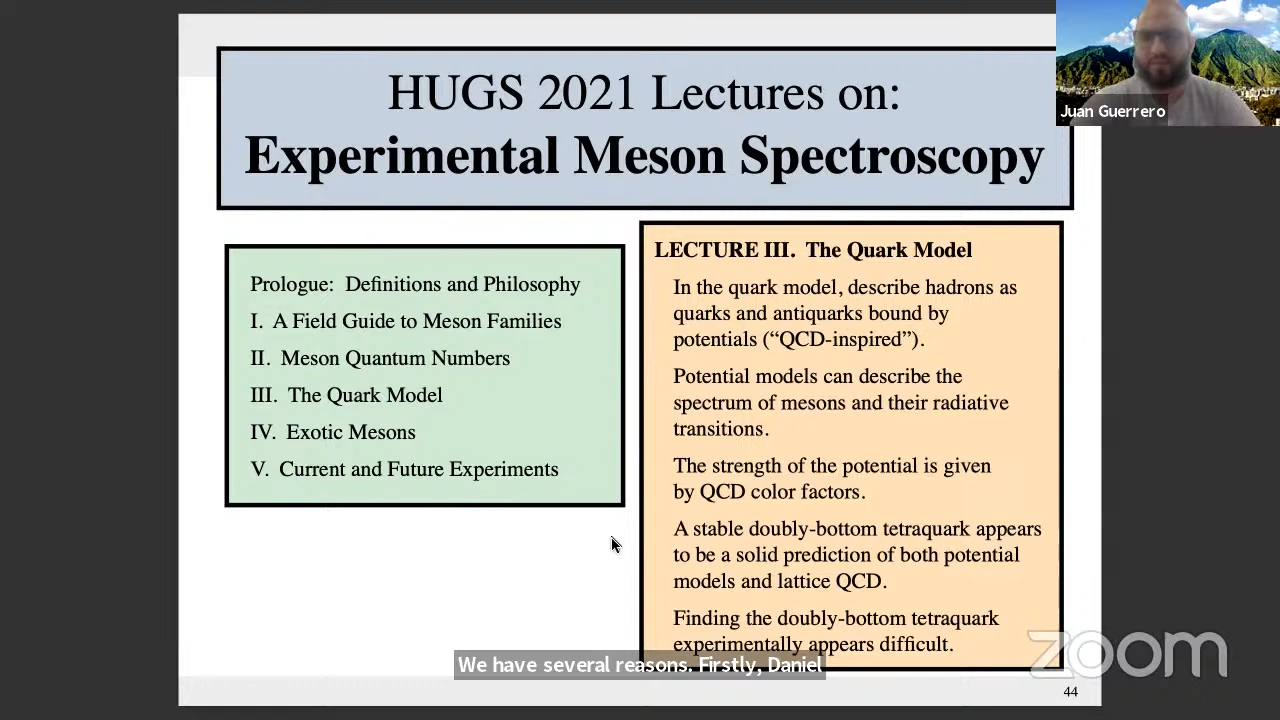 HUGS 2021 Lectures on:
Experimental Meson Spectroscopy
Juan Guerrero
Prologue: Definitions and Philosophy
I. A Field Guide to Meson Families
II. Meson Quantum Numbers
III. The Quark Model
IV. Exotic Mesons
V. Current and Future Experiments
LECTURE III. The Quark Model
In the quark model, describe hadrons as
quarks and antiquarks bound by
potentials (“QCD-inspired”).
Potential models can describe the
spectrum of mesons and their radiative
transitions.
The strength of the potential is given
by QCD color factors.
A stable doubly-bottom tetraquark appears
to be a solid prediction of both potential
models and lattice QCD.
Finding the doubly-bottom tetraquark
experimentally appears difficult.
We have several reasons. Firstly, Daniel
zoom
44